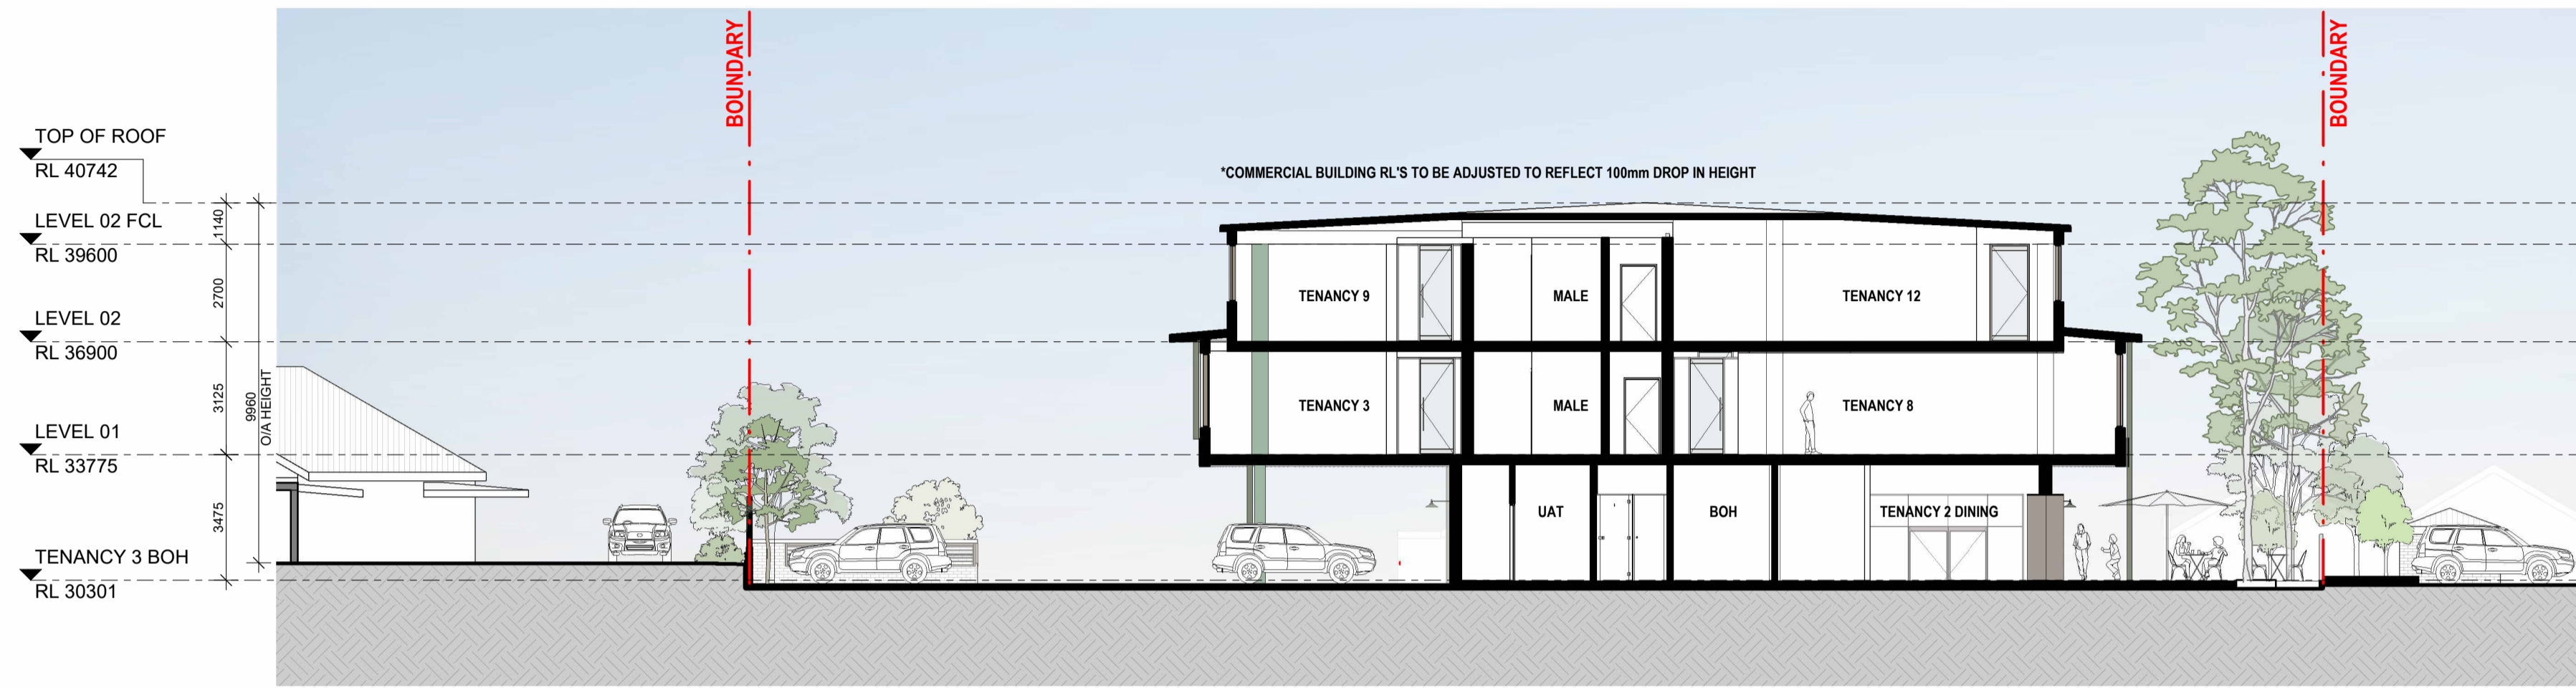 BOUNDARY
BOUNDARY
TOP OF ROOF
RL 40742
*COMMERCIAL BUILDING RL'S TO BE ADJUSTED TO REFLECT 100mm DROP IN HEIGHT
LEVEL 02 FCL
RL 39600
LEVEL 02
RL 36900
LEVEL 01
RL 33775
TENANCY 3 BOH
RL 30301
1140
2700
3125
3475
9960
O/A HEIGHT
TENANCY 9
MALE
TENANCY 12
TENANCY 3
MALE
TENANCY 8
UAT
BOH
TENANCY 2 DINING